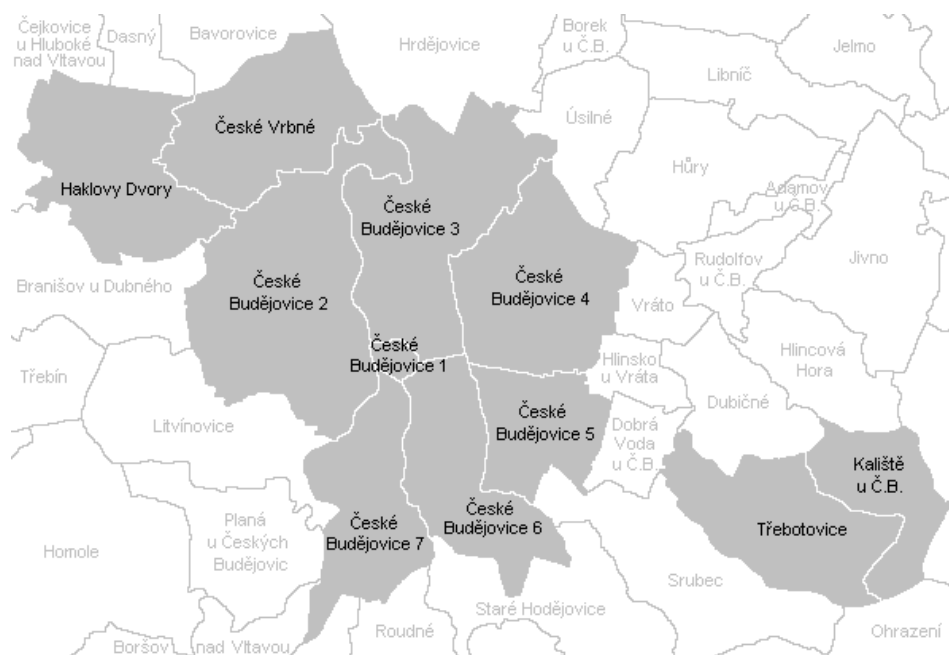 Čejkovice
u Hluboké
nad Vltavou
Dasný
Bavorovice
Hrdějovice
Borek
u Č.B.
Jelmo
Libníč
Úsilné
České Vrbné
Hůry
Haklovy Dvory
Adamov
u Č.B.
České
Budějovice 3
Rudolfov
u Č.B.
Jivno
Branišov u Dubného
České
Budějovice 2
České
Budějovice 4
Vráto
České
Budějovice 1
Hlinsko
u Vráta
Hlincová
Hora
Třebín
Dubičné
Litvínovice
České
Budějovice 5
Dobrá
Voda
u Č.B.
Kaliště
u Č.B.
České
Budějovice 6
České
Budějovice 7
Třebotovice
Planá
u Českých
Budějovic
Homole
Srubec
Staré Hodějovice
Roudné
Ohrazení
Boršov
nad Vltavou